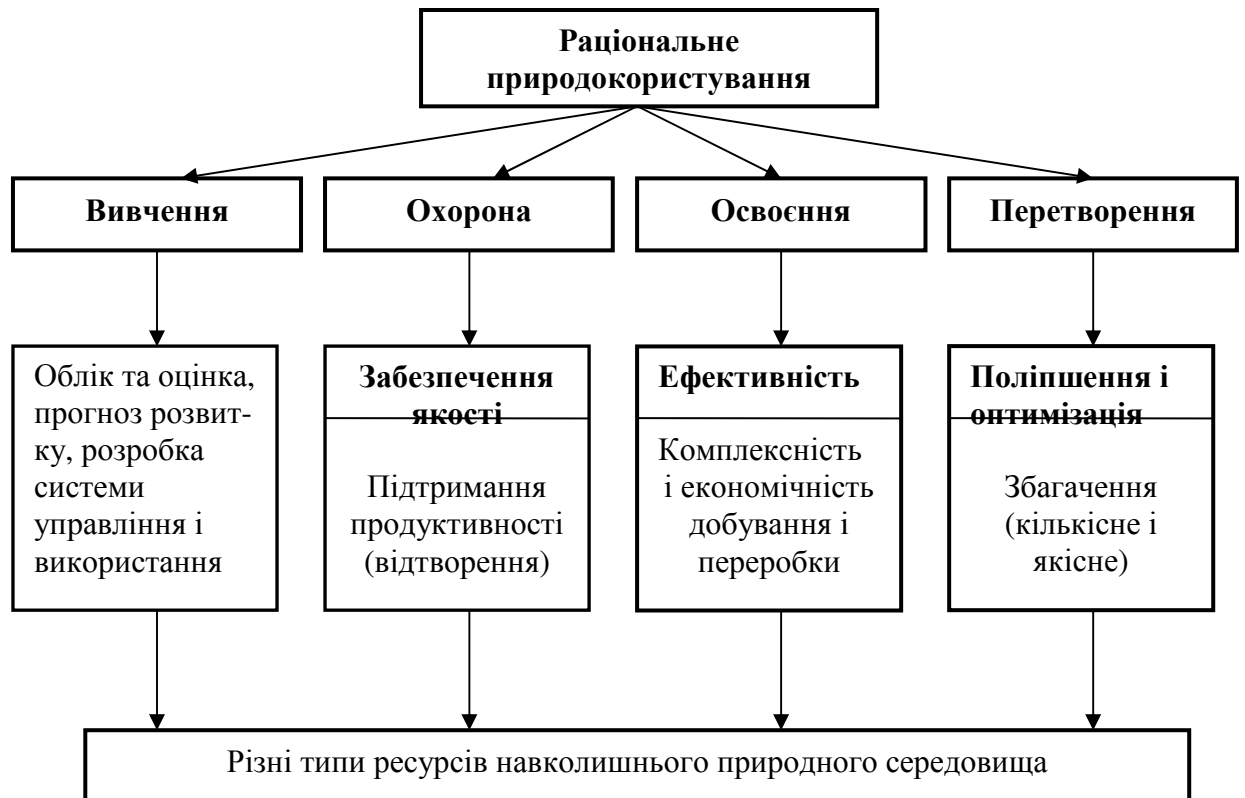 Раціональне
природокористування
Вивчення
Охорона
Освоєння
Перетворення
Облік та оцінка,
прогноз розвит-
ку, розробка
системи
управління і
використання
Забезпечення
якості
Підтримання
продуктивності
(відтворення)
Ефективність
Комплексність
і економічність
добування і
переробки
Поліпшення і
оптимізація
Збагачення
(кількісне і
якісне)
Різні типи ресурсів навколишнього природного середовища